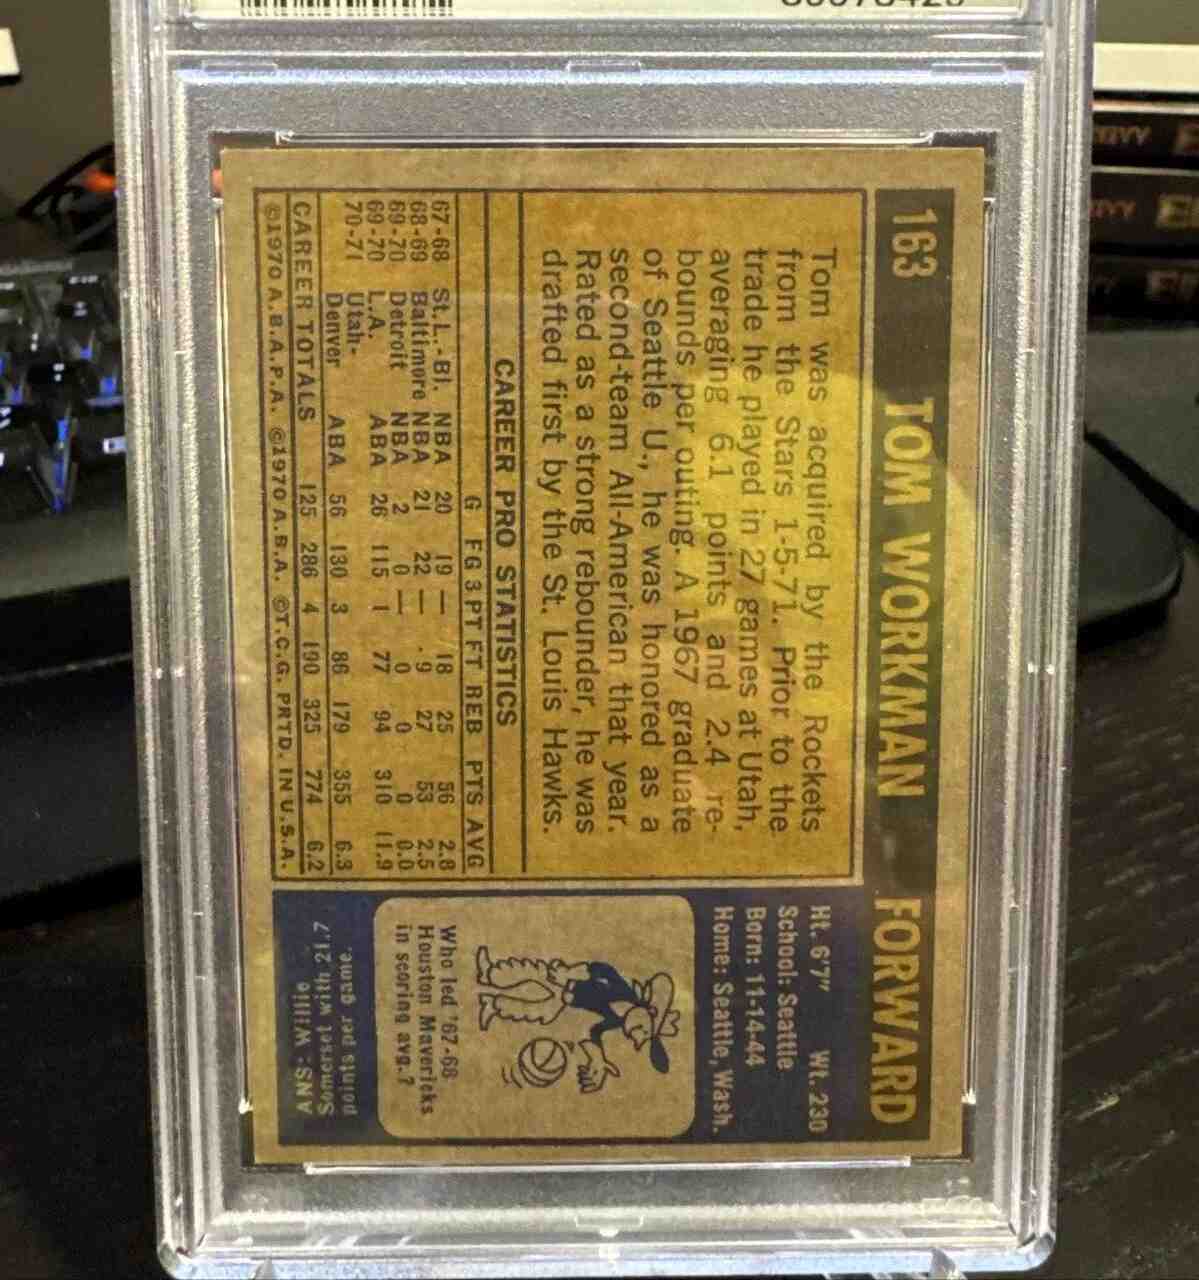 163 TOM WORKMAN FORWARD
Tom was acquired by the Rockets
from the Stars 1-5-71. Prior to the
trade he played in 27 games at Utah,
averaging 6.1 points and 2.4 re-
bounds per outing. A 1967 graduate
of Seattle U., he was honored as a
second-team All-American that year.
Rated as a strong rebounder, he was
drafted first by the St. Louis Hawks.
CAREER PRO STATISTICS
G FG 3PT FT REB PTS AVG
67-68 St.L.-Bl. NBA 20 19 — 18 25 56 2.8
68-69 Baltimore NBA 21 22 — .9 27 53 2.5
69-70 Detroit NBA 2 0 — 0 0 0 0.0
69-70 L.A. ABA 26 115 1 77 94 310 11.9
70-71 Utah-
Denver ABA 56 130 3 86 179 355 6.3
CAREER TOTALS 125 286 4 190 325 774 6.2
©1970 A.B.A.P.A. ©1970 A.B.A. ©T.C.G. PRTD. IN U.S.A.
Ht. 6'7" Wt. 230
School: Seattle
Born: 11-14-44
Home: Seattle, Wash.
Who led '67-68
Houston Mavericks
in scoring avg.?
ANS: Willie
Somerset with 21.7
points per game.